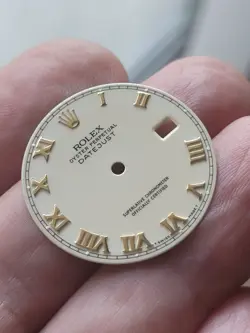 I
II
IIII
V
VI
VII
VIII
IX
X
XI
ROLEX
OYSTER PERPETUAL
DATEJUST
SUPERLATIVE CHRONOMETER
OFFICIALLY CERTIFIED